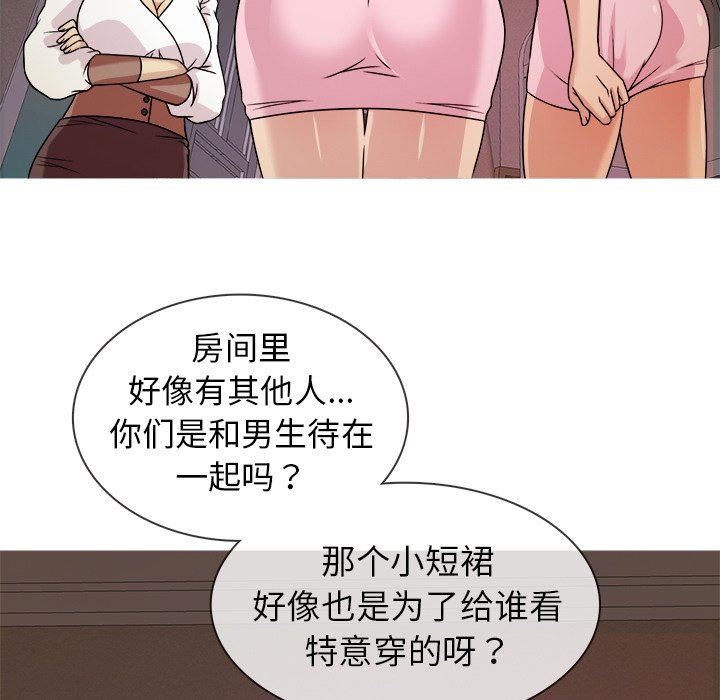 房间里
好像有其他人...
你们是和男生待在
一起吗？
那个小短裙
好像也是为了给谁看
特意穿的呀？